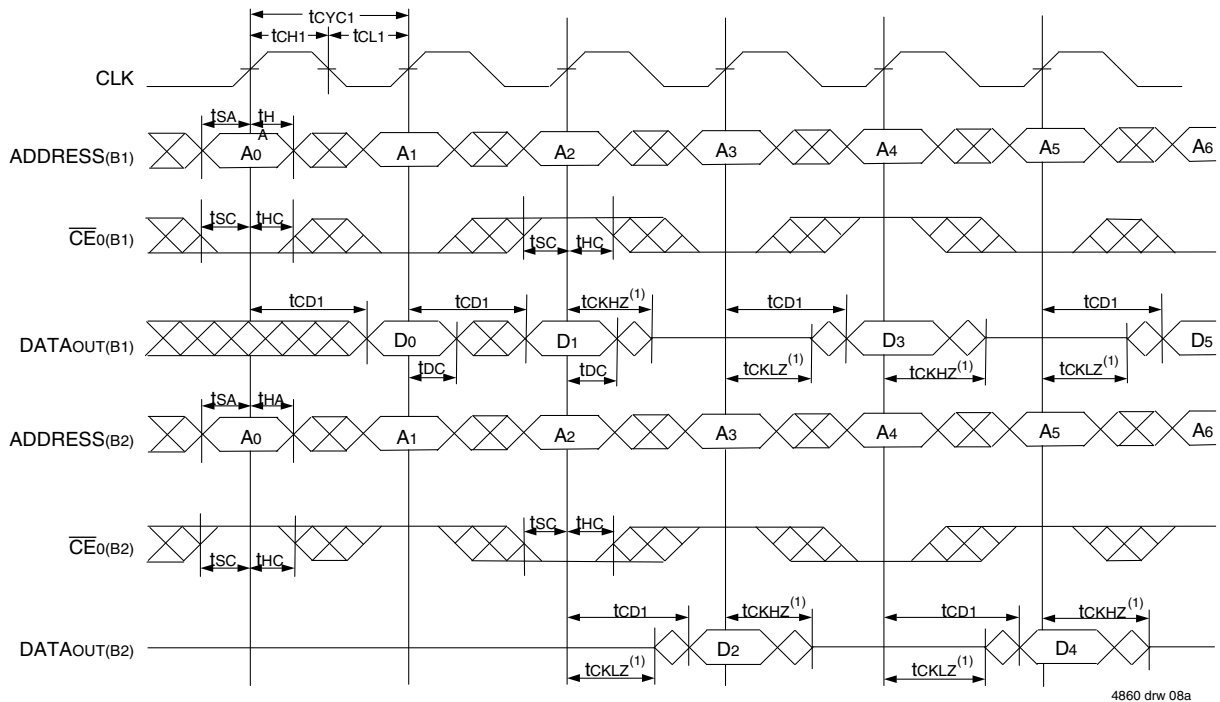 tCYC1
tCH1 tCL1
CLK
tSA tH
A
ADDRESS(B1) A0 A1 A2 A3 A4 A5 A6
tSC tHC
CE0(B1)
tSC tHC
tCD1 tCD1 tCKHZ(1) tCD1 tCD1
DATAOUT(B1) D0 D1 D3 D5
tDC tDC tCKLZ(1) tCKHZ(1) tCKLZ(1)
tSA tHA
ADDRESS(B2) A0 A1 A2 A3 A4 A5 A6
tSC tHC
CE0(B2)
tSC tHC
tCD1 tCKHZ(1) tCD1 tCKHZ(1)
DATAOUT(B2) D2 D4
tCKLZ(1) tCKLZ(1)
4860 drw 08a